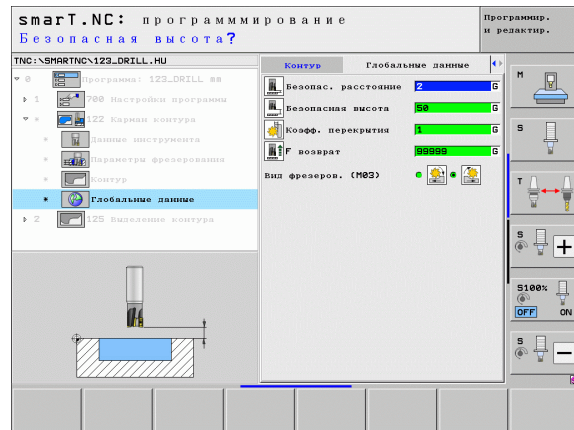 smarT.NC: программмирование
Программир.
и редактир.
Безопасная высота?
TNC:\SMARTNC\123_DRILL.HU
0 Программа: 123_DRILL мм
1 700 Настройки программы
* 122 Карман контура
* Данные инструмента
* Параметры фрезерования
* Контур
* Глобальные данные
2 125 Выделение контура
Контур Глобальные данные
Безопас. расстояние 2 G
Безопасная высота 50 G
Коэфф. перекрытия 1 G
F возврат 99999 G
Вид фрезеров. (M03)
M
S
T
S
+
S100%
OFF ON
S
-